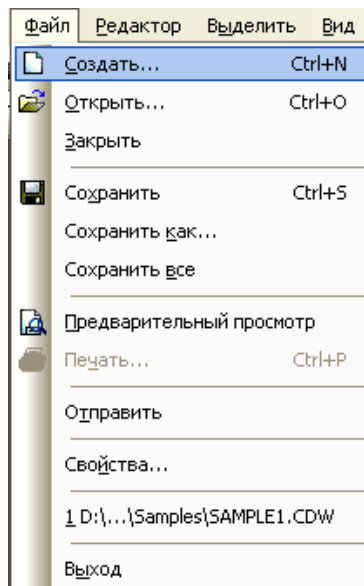 Файл Редактор Выделить Вид
Создать... Ctrl+N
Открыть... Ctrl+O
Закрыть
Сохранить Ctrl+S
Сохранить как...
Сохранить все
Предварительный просмотр
Печать... Ctrl+P
Отправить
Свойства...
1 D:\...\Samples\SAMPLE1.CDW
Выход